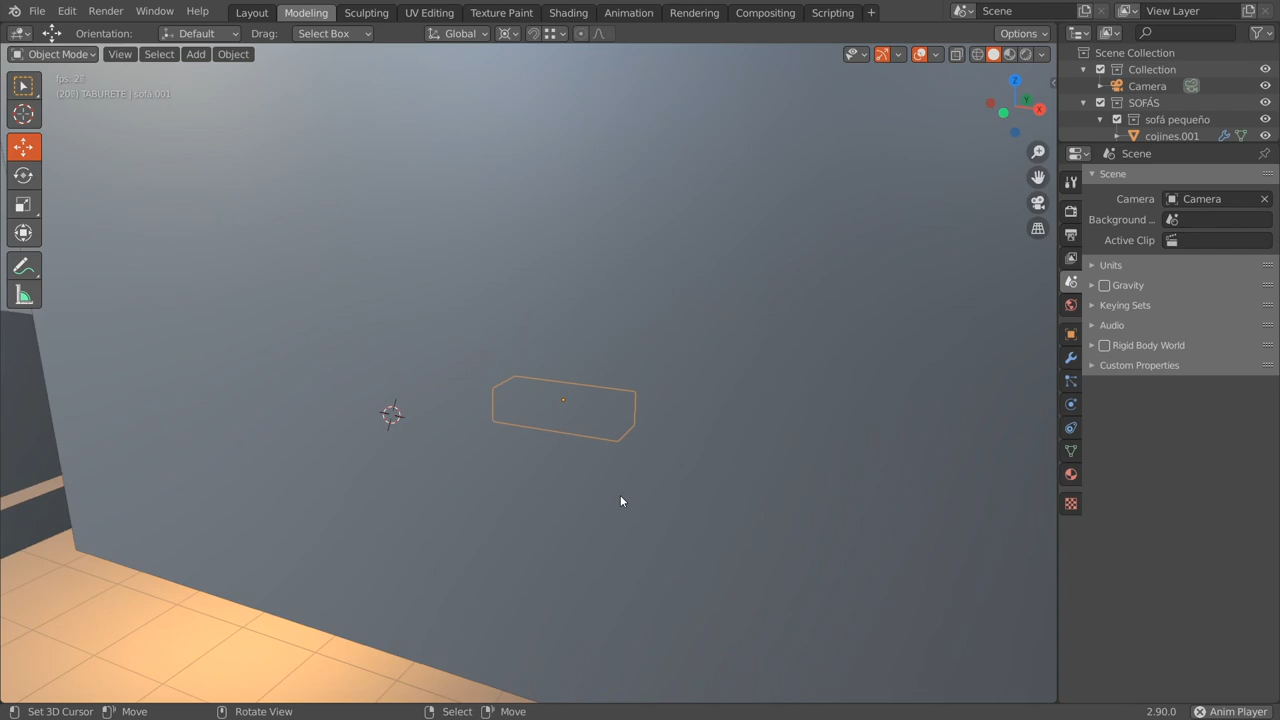 File Edit Render Window Help Layout Modeling Sculpting UV Editing Texture Paint Shading Animation Rendering Compositing Scripting + Scene View Layer
Orientation: Default Drag: Select Box Global Options
Object Mode View Select Add Object
(208) TABURETE | sofá.001
Z
Y
X
Scene Collection
Collection
Camera
SOFÁS
sofá pequeño
cojines.001
Scene
Scene
Camera Camera
Background ...
Active Clip
Units
Gravity
Keying Sets
Audio
Rigid Body World
Custom Properties
Set 3D Cursor Move Rotate View Select Move 2.90.0 Anim Player